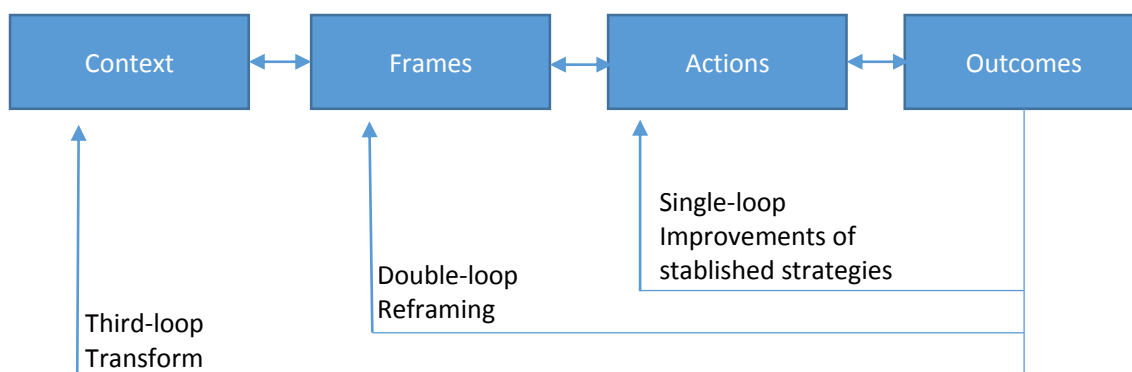 Context
Frames
Actions
Outcomes
Single-loop
Improvements of
stablished strategies
Double-loop
Reframing
Third-loop
Transform